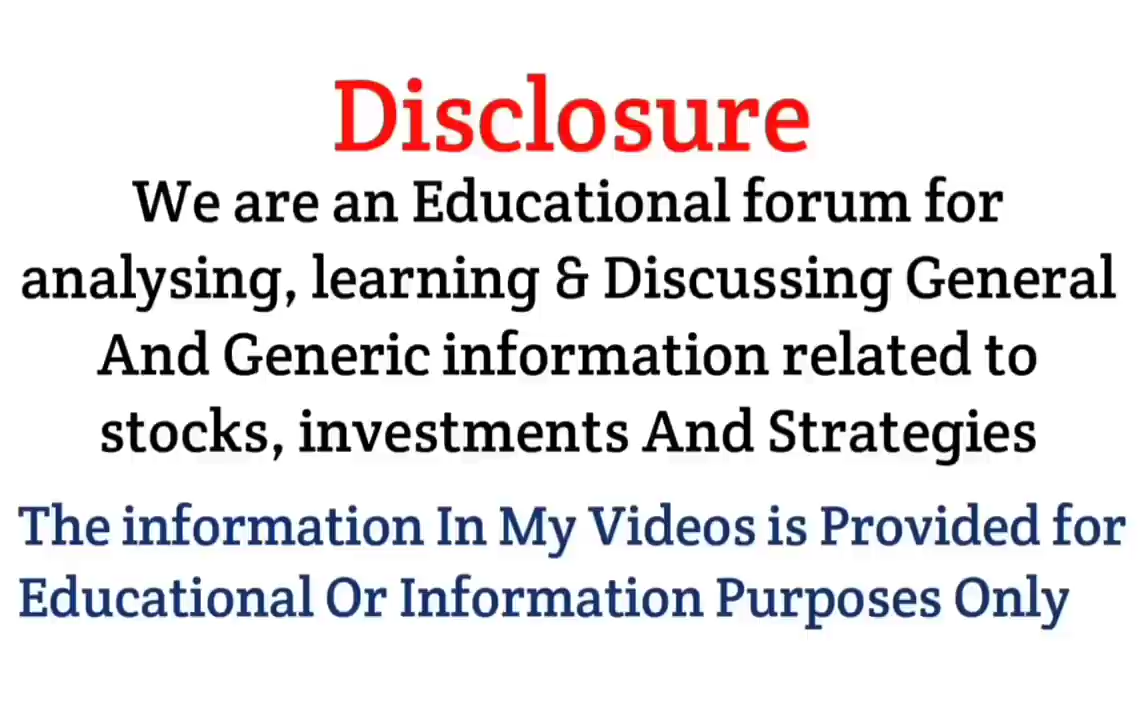 Disclosure
We are an Educational forum for
analysing, learning & Discussing General
And Generic information related to
stocks, investments And Strategies
The information In My Videos is Provided for
Educational Or Information Purposes Only